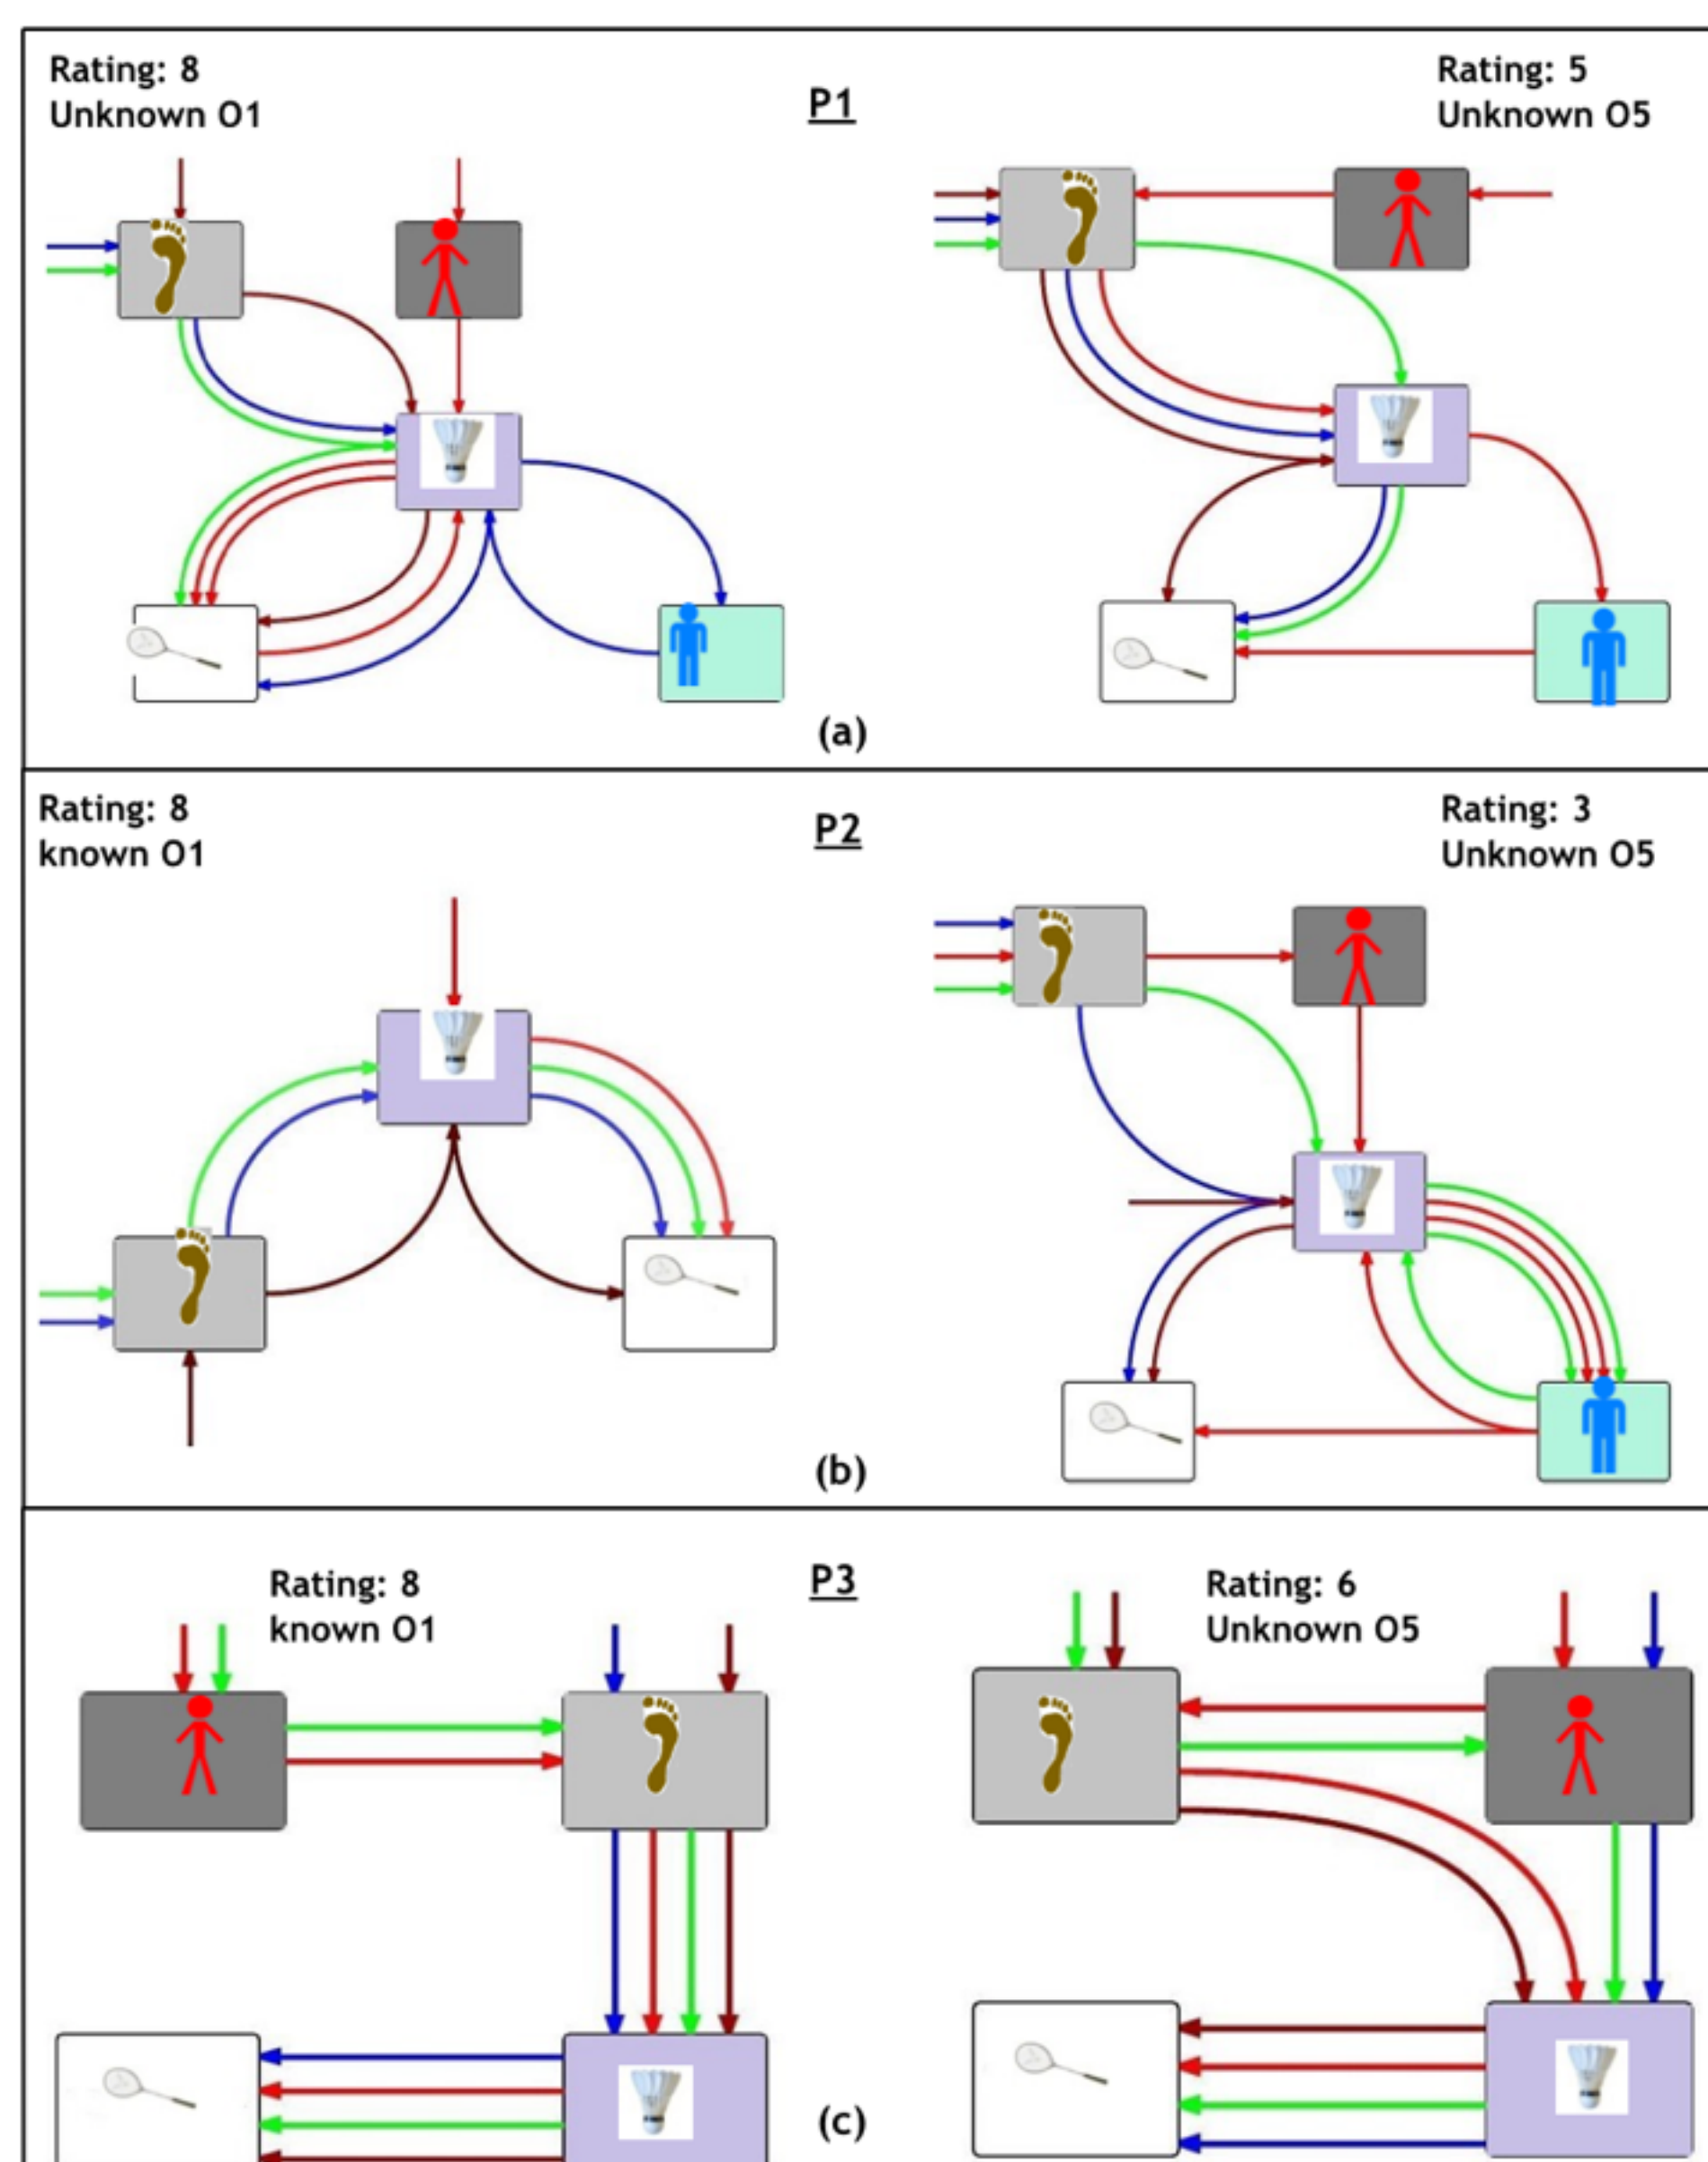 Rating: 8
Unknown O1
P1
Rating: 5
Unknown O5
(a)
Rating: 8
known O1
P2
Rating: 3
Unknown O5
(b)
Rating: 8
known O1
P3
Rating: 6
Unknown O5
(c)